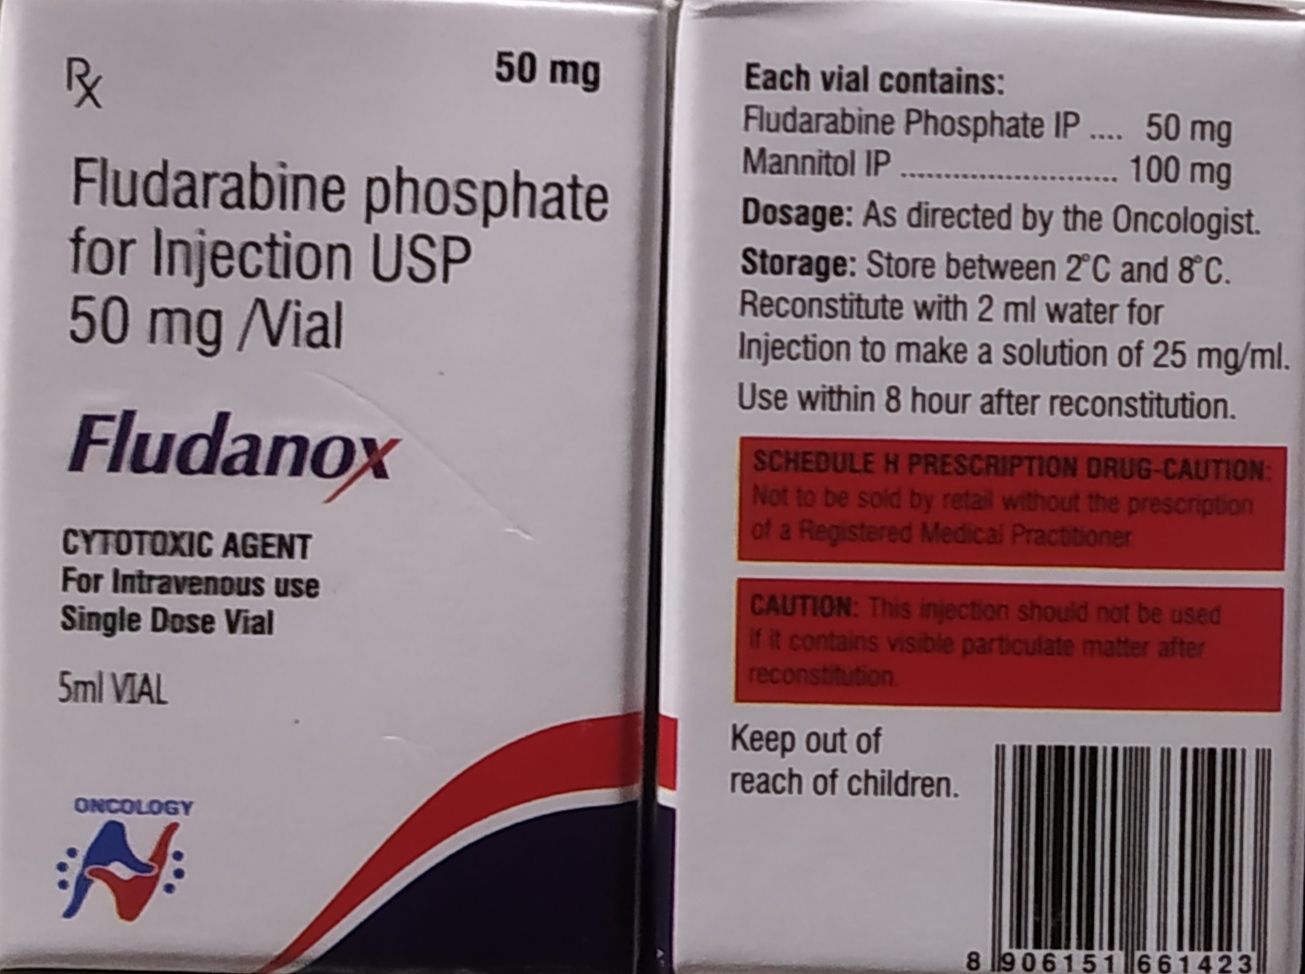 Rx
50 mg
Fludarabine phosphate
for Injection USP
50 mg /Vial
Fludanox
CYTOTOXIC AGENT
For Intravenous use
Single Dose Vial
5ml VIAL
ONCOLOGY
Each vial contains:
Fludarabine Phosphate IP .... 50 mg
Mannitol IP ......................... 100 mg
Dosage: As directed by the Oncologist.
Storage: Store between 2°C and 8°C.
Reconstitute with 2 ml water for
Injection to make a solution of 25 mg/ml.
Use within 8 hour after reconstitution.
SCHEDULE H PRESCRIPTION DRUG-CAUTION:
Not to be sold by retail without the prescription
of a Registered Medical Practitioner
CAUTION: This injection should not be used
if it contains visible particulate matter after
reconstitution.
Keep out of
reach of children.
8 906151 661423